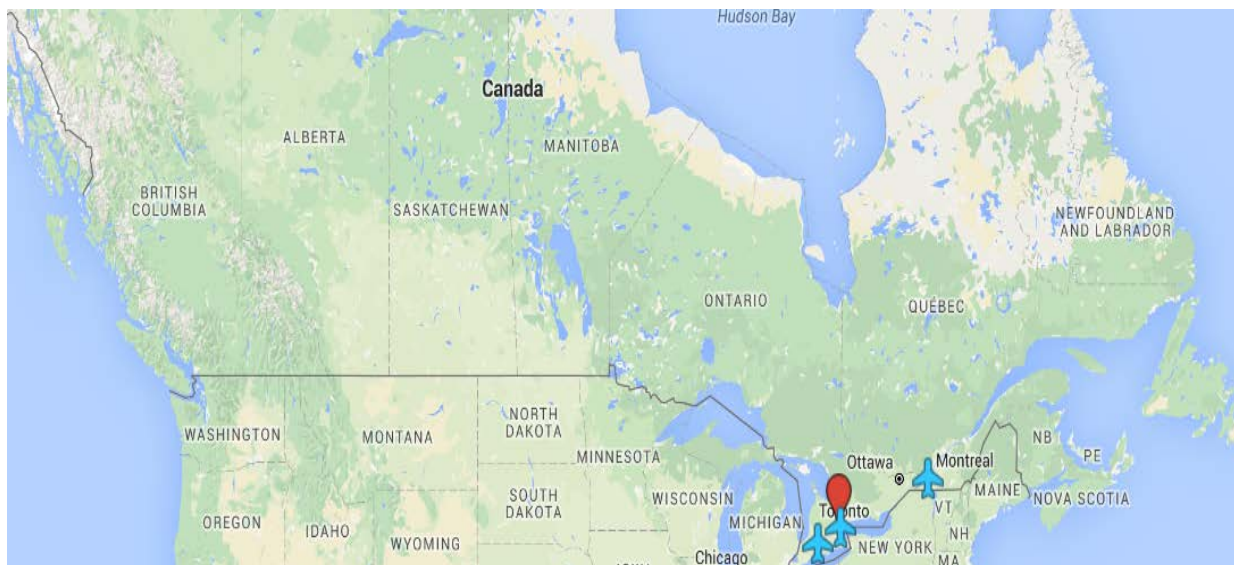 Hudson Bay
Canada
ALBERTA
MANITOBA
BRITISH
COLUMBIA
SASKATCHEWAN
NEWFOUNDLAND
AND LABRADOR
ONTARIO
QUÉBEC
NORTH
DAKOTA
WASHINGTON
MONTANA
MINNESOTA
NB
PE
Ottawa
Montreal
MAINE
NOVA SCOTIA
SOUTH
DAKOTA
WISCONSIN
MICHIGAN
Toronto
VT
NH
OREGON
IDAHO
WYOMING
Chicago
NEW YORK
MA